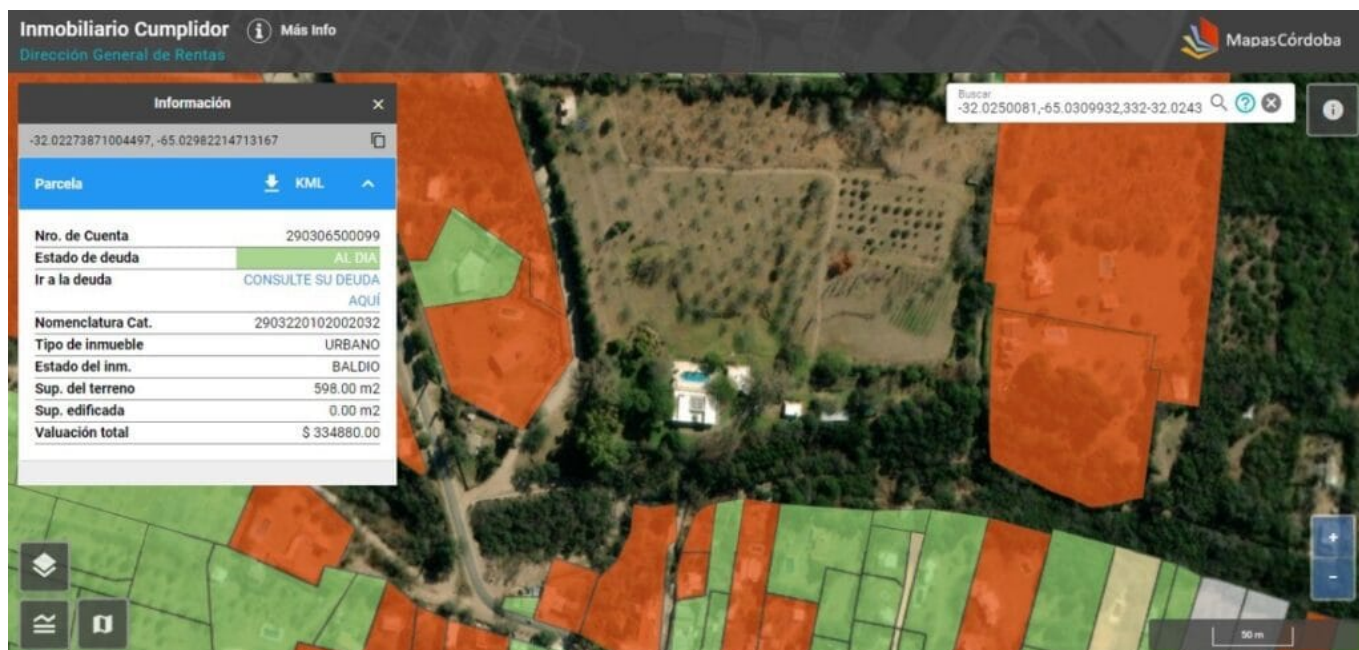 Inmobiliario Cumplidor
Más Info
Dirección General de Rentas
MapasCórdoba
Información
-32.02273871004497, -65.02982214713167
Parcela
KML
Nro. de Cuenta 290306500099
Estado de deuda AL DIA
Ir a la deuda CONSULTE SU DEUDA
AQUÍ
Nomenclatura Cat. 2903220102002032
Tipo de inmueble URBANO
Estado del inm. BALDIO
Sup. del terreno 598.00 m2
Sup. edificada 0.00 m2
Valuación total $ 334880.00
Buscar
-32.0250081,-65.0309932,332-32.0243
+
-
50 m